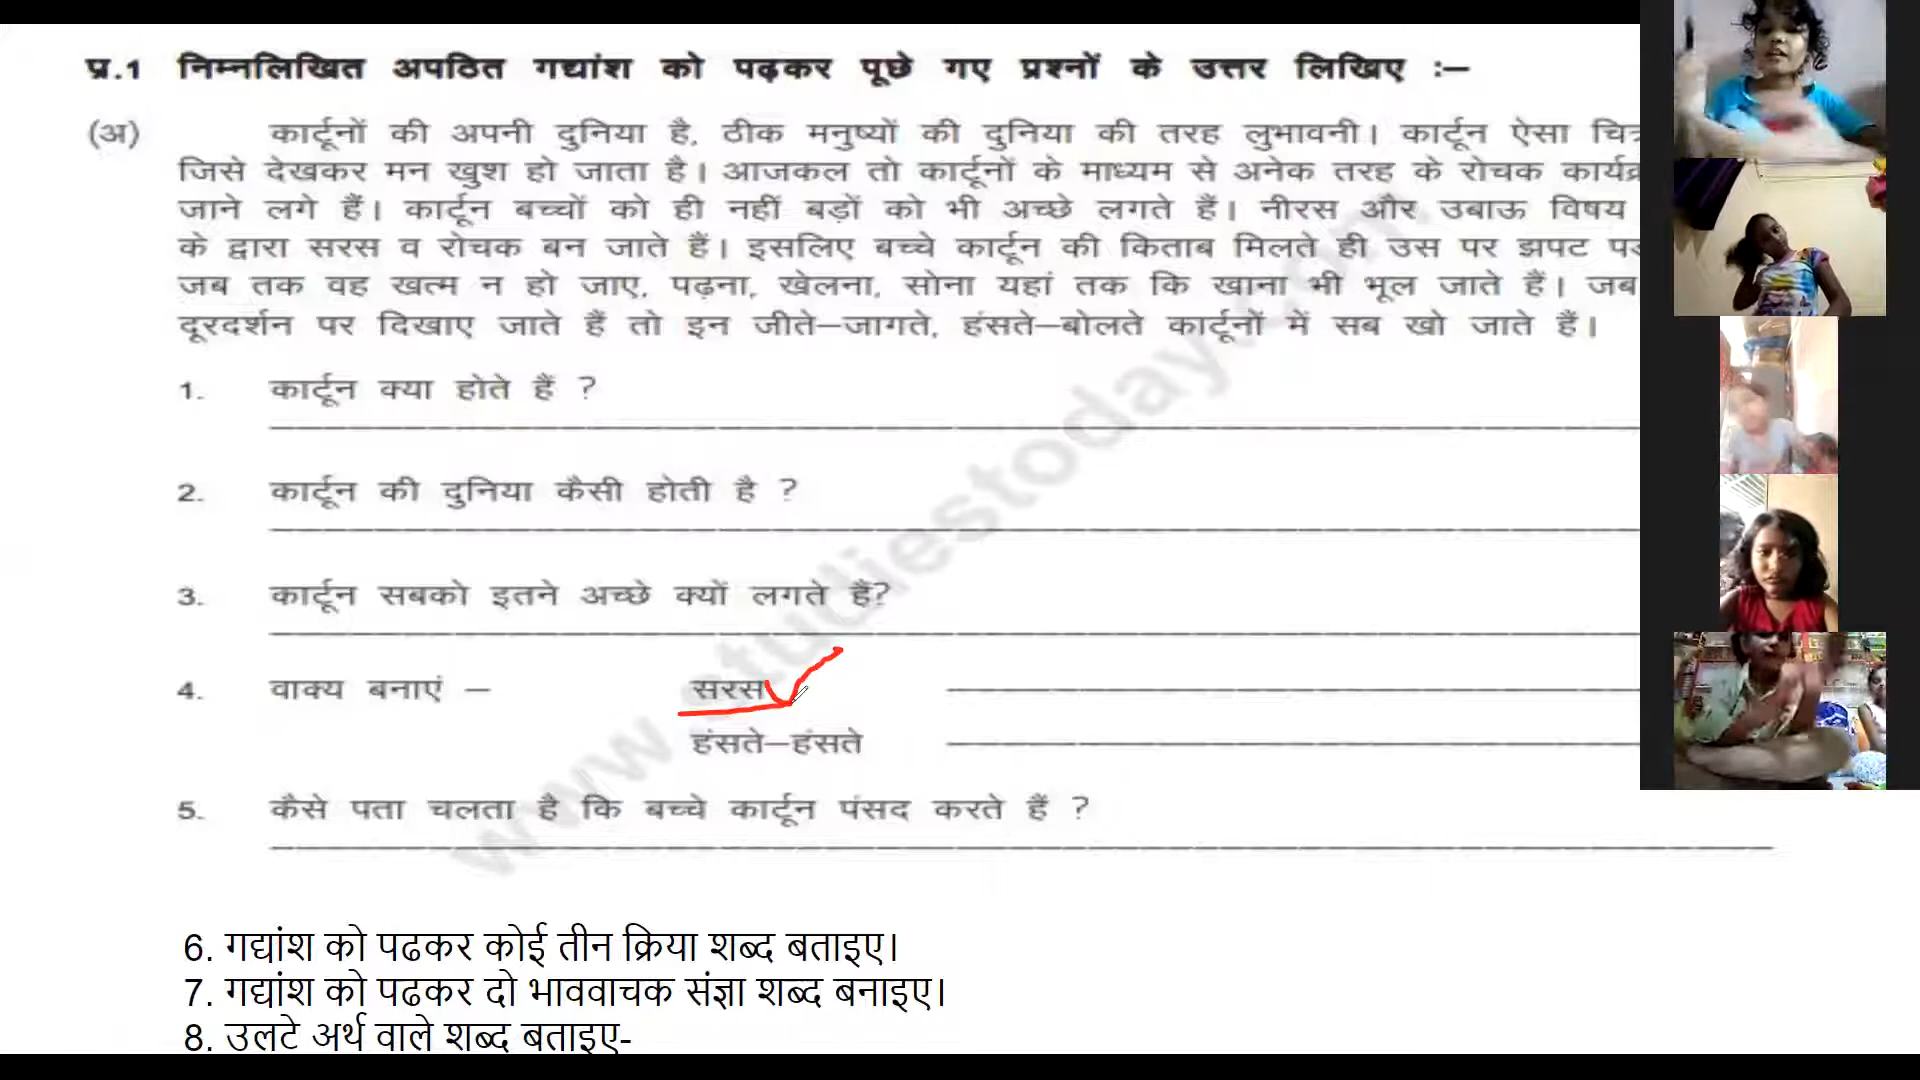 प्र.1 निम्नलिखित अपठित गद्यांश को पढ़कर पूछे गए प्रश्नों के उत्तर लिखिए :–
(अ) कार्टूनों की अपनी दुनिया है, ठीक मनुष्यों की दुनिया की तरह लुभावनी। कार्टून ऐसा चित्र
जिसे देखकर मन खुश हो जाता है। आजकल तो कार्टूनों के माध्यम से अनेक तरह के रोचक
जाने लगे हैं। कार्टून बच्चों को ही नहीं बड़ों को भी अच्छे लगते हैं। नीरस और उबाऊ विषय
के द्वारा सरस व रोचक बन जाते हैं। इसलिए बच्चे कार्टून की किताब मिलते ही उस पर झपट
जब तक वह खत्म न हो जाए, पढ़ना, खेलना, सोना यहां तक कि खाना भी भूल जाते हैं। जब
दूरदर्शन पर दिखाए जाते हैं तो इन जीते–जागते, हंसते–बोलते कार्टूनों में सब खो जाते हैं।
1. कार्टून क्या होते हैं ?
2. कार्टून की दुनिया कैसी होती है ?
3. कार्टून सबको इतने अच्छे क्यों लगते हैं?
4. वाक्य बनाएं – सरस
हंसते–हंसते
5. कैसे पता चलता है कि बच्चे कार्टून पंसद करते हैं ?
6. गद्यांश को पढकर कोई तीन क्रिया शब्द बताइए।
7. गद्यांश को पढकर दो भाववाचक संज्ञा शब्द बनाइए।
8. उलटे अर्थ वाले शब्द बताइए-
www.studiestoday.com